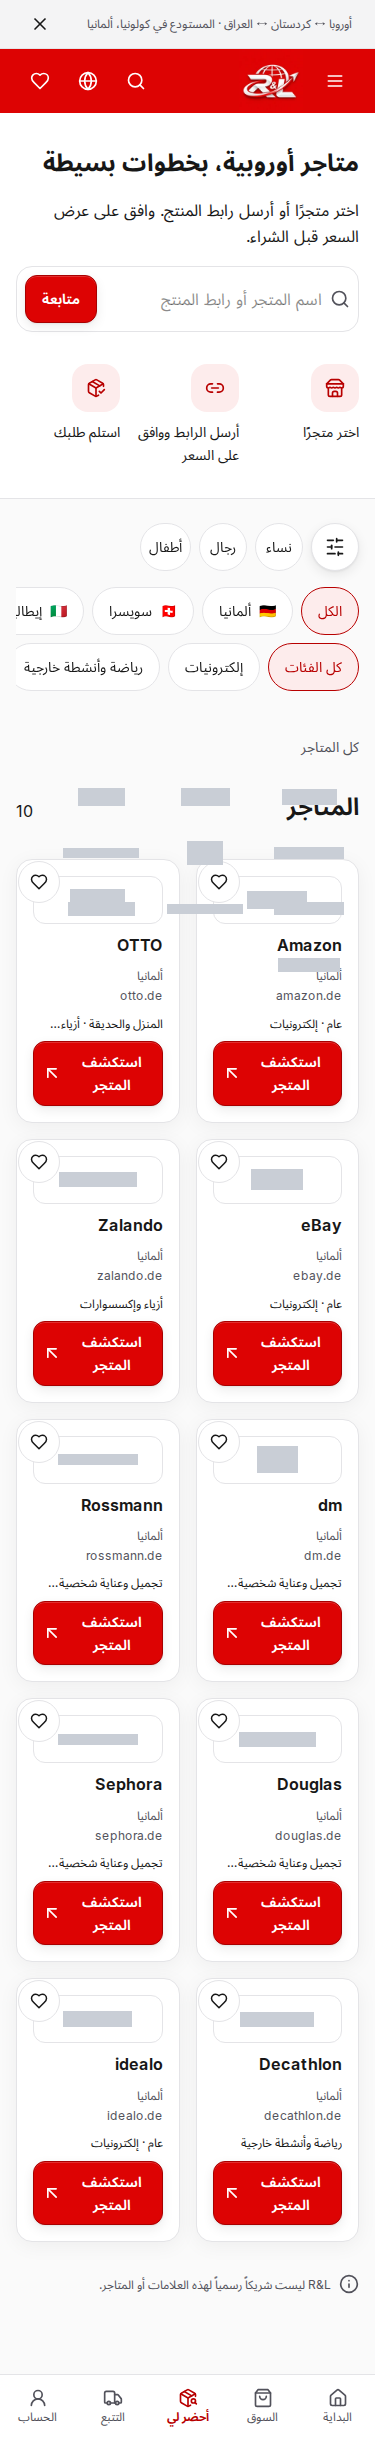 أوروبا ↔ كردستان ↔ العراق · المستودع في كولونيا، ألمانيا
R&L
متاجر أوروبية، بخطوات بسيطة
اختر متجرًا أو أرسل رابط المنتج. وافق على عرض
السعر قبل الشراء.
اسم المتجر أو رابط المنتج
متابعة
اختر متجرًا
أرسل الرابط ووافق
على السعر
استلم طلبك
نساء
رجال
أطفال
الكل
ألمانيا
سويسرا
إيطاليا
كل الفئات
إلكترونيات
رياضة وأنشطة خارجية
كل المتاجر
المتاجر
10
Amazon
ألمانيا
amazon.de
عام · إلكترونيات
استكشف
المتجر
OTTO
ألمانيا
otto.de
المنزل والحديقة · أزياء...
استكشف
المتجر
eBay
ألمانيا
ebay.de
عام · إلكترونيات
استكشف
المتجر
Zalando
ألمانيا
zalando.de
أزياء وإكسسوارات
استكشف
المتجر
dm
ألمانيا
dm.de
تجميل وعناية شخصية...
استكشف
المتجر
Rossmann
ألمانيا
rossmann.de
تجميل وعناية شخصية...
استكشف
المتجر
Douglas
ألمانيا
douglas.de
تجميل وعناية شخصية...
استكشف
المتجر
Sephora
ألمانيا
sephora.de
تجميل وعناية شخصية...
استكشف
المتجر
Decathlon
ألمانيا
decathlon.de
رياضة وأنشطة خارجية
استكشف
المتجر
idealo
ألمانيا
idealo.de
عام · إلكترونيات
استكشف
المتجر
R&L ليست شريكاً رسمياً لهذه العلامات أو المتاجر.
البداية
السوق
أحضر لي
التتبع
الحساب